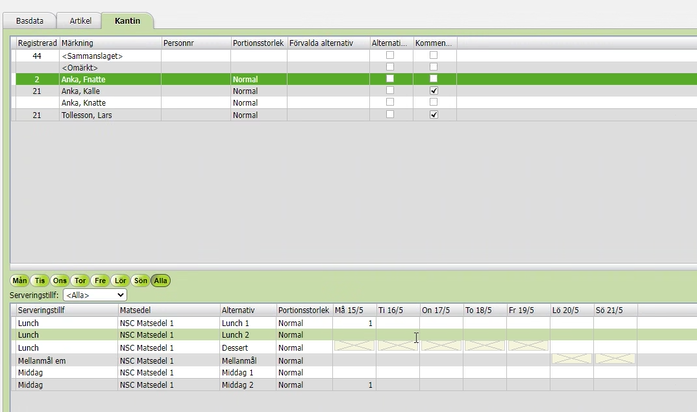 Basdata Artikel Kantin
Registrerad Märkning Personnr Portionsstorlek Förvalda alternativ Alternati... Kommen...
44 <Sammanslaget>
<Omärkt>
2 Anka, Fnatte Normal
21 Anka, Kalle Normal
Anka, Knatte Normal
21 Tollesson, Lars Normal
Mån Tis Ons Tor Fre Lör Sön Alla
Serveringstillf: <Alla>
Serveringstillf Matsedel Alternativ Portionsstorlek Må 15/5 Ti 16/5 On 17/5 To 18/5 Fr 19/5 Lö 20/5 Sö 21/5
Lunch NSC Matsedel 1 Lunch 1 Normal 1
Lunch NSC Matsedel 1 Lunch 2 Normal
Lunch NSC Matsedel 1 Dessert Normal
Mellanmål em NSC Matsedel 1 Mellanmål Normal
Middag NSC Matsedel 1 Middag 1 Normal
Middag NSC Matsedel 1 Middag 2 Normal 1